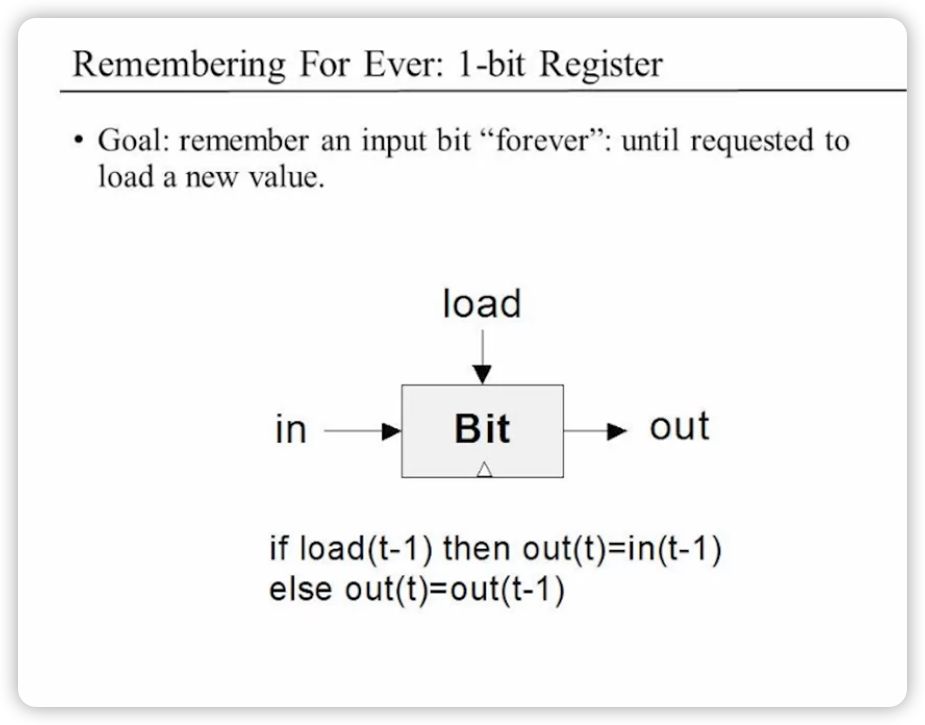 Remembering For Ever: 1-bit Register
• Goal: remember an input bit “forever”: until requested to
load a new value.
load
in
Bit
out
if load(t-1) then out(t)=in(t-1)
else out(t)=out(t-1)